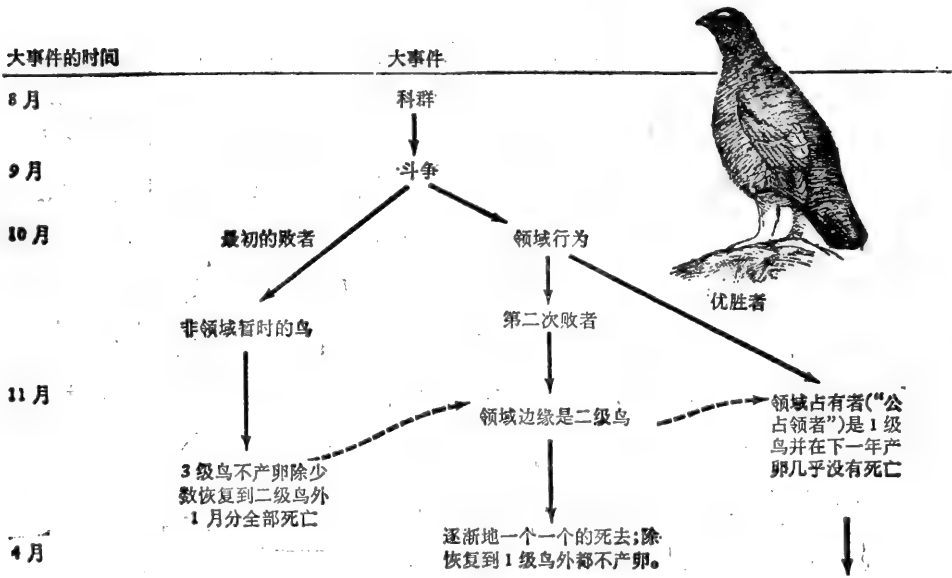 大事件的时间
大事件
8月
科群
9月
斗争
10月
最初的败者
领域行为
优胜者
非领域暂时的鸟
第二次败者
11月
领域边缘是二级鸟
领域占有者(“公
占领者”)是1级
鸟并在下一年产
卵几乎没有死亡
3级鸟不产卵除少
数恢复到二级鸟外
1月分全部死亡
4月
逐渐地一个一个的死去;除
恢复到1级鸟外都不产卵。